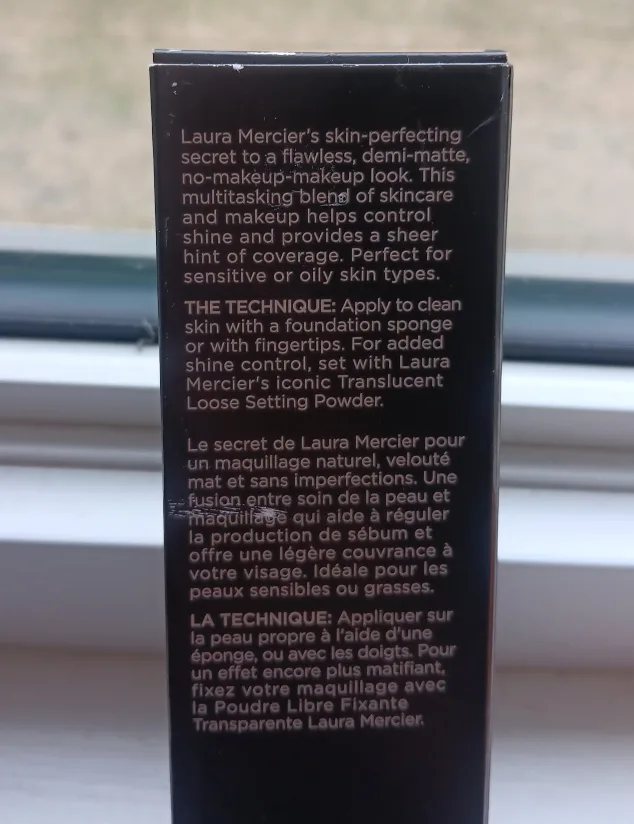 Laura Mercier's skin-perfecting
secret to a flawless, demi-matte,
no-makeup-makeup look. This
multitasking blend of skincare
and makeup helps control
shine and provides a sheer
hint of coverage. Perfect for
sensitive or oily skin types.
THE TECHNIQUE: Apply to clean
skin with a foundation sponge
or with fingertips. For added
shine control, set with Laura
Mercier's iconic Translucent
Loose Setting Powder.
Le secret de Laura Mercier pour
un maquillage naturel, velouté
mat et sans imperfections. Une
fusion entre soin de la peau et
maquillage qui aide à réguler
la production de sébum et
offre une légère couvrance à
votre visage. Idéale pour les
peaux sensibles ou grasses.
LA TECHNIQUE: Appliquer sur
la peau propre à l'aide d'une
éponge, ou avec les doigts. Pour
un effet encore plus matifiant,
fixez votre maquillage avec
la Poudre Libre Fixante
Transparente Laura Mercier.